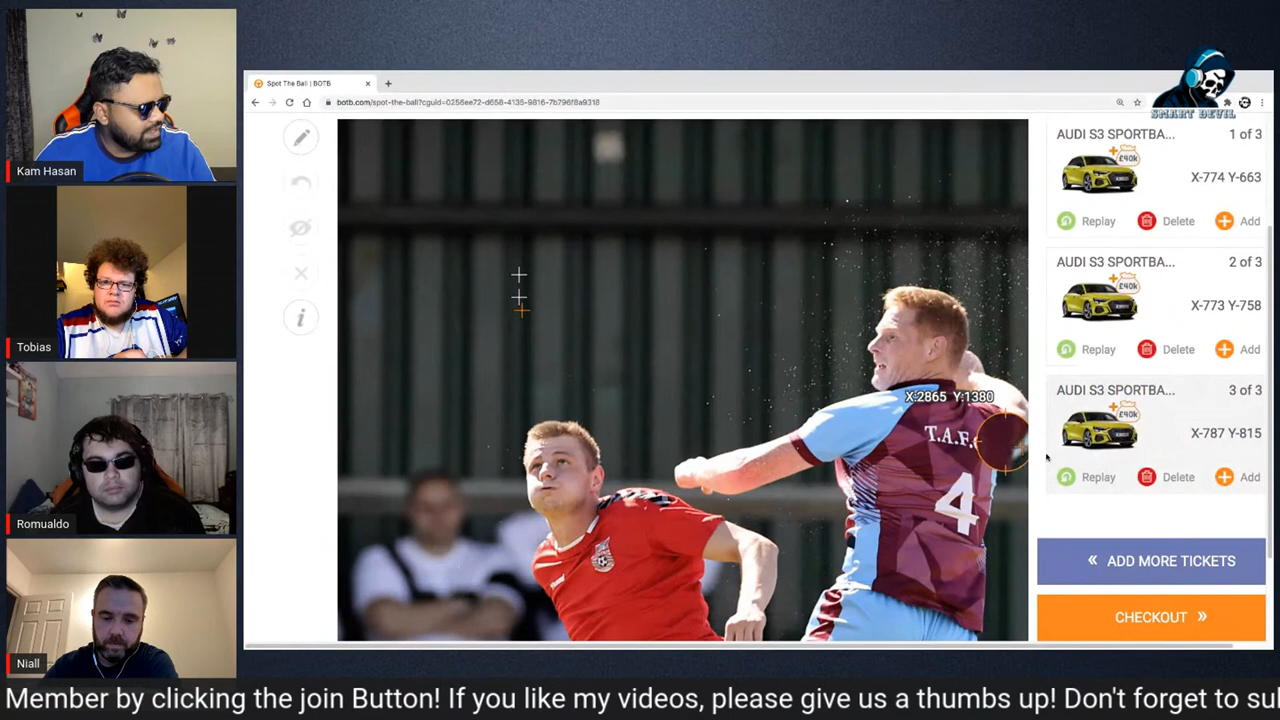 Kam Hasan
Tobias
Romualdo
Niall
SMART DEVIL
Spot The Ball | BOTB
botb.com/spot-the-ball?cguid=0256ee72-d658-4135-9816-7b796f8a9318
AUDI S3 SPORTBA... 1 of 3
£40k
X-774 Y-663
Replay Delete Add
AUDI S3 SPORTBA... 2 of 3
£40k
X-773 Y-758
Replay Delete Add
AUDI S3 SPORTBA... 3 of 3
£40k
X-787 Y-815
Replay Delete Add
X:2865 Y:1380
T.A.F.
4
« ADD MORE TICKETS
CHECKOUT »
Member by clicking the join Button! If you like my videos, please give us a thumbs up! Don't forget to su